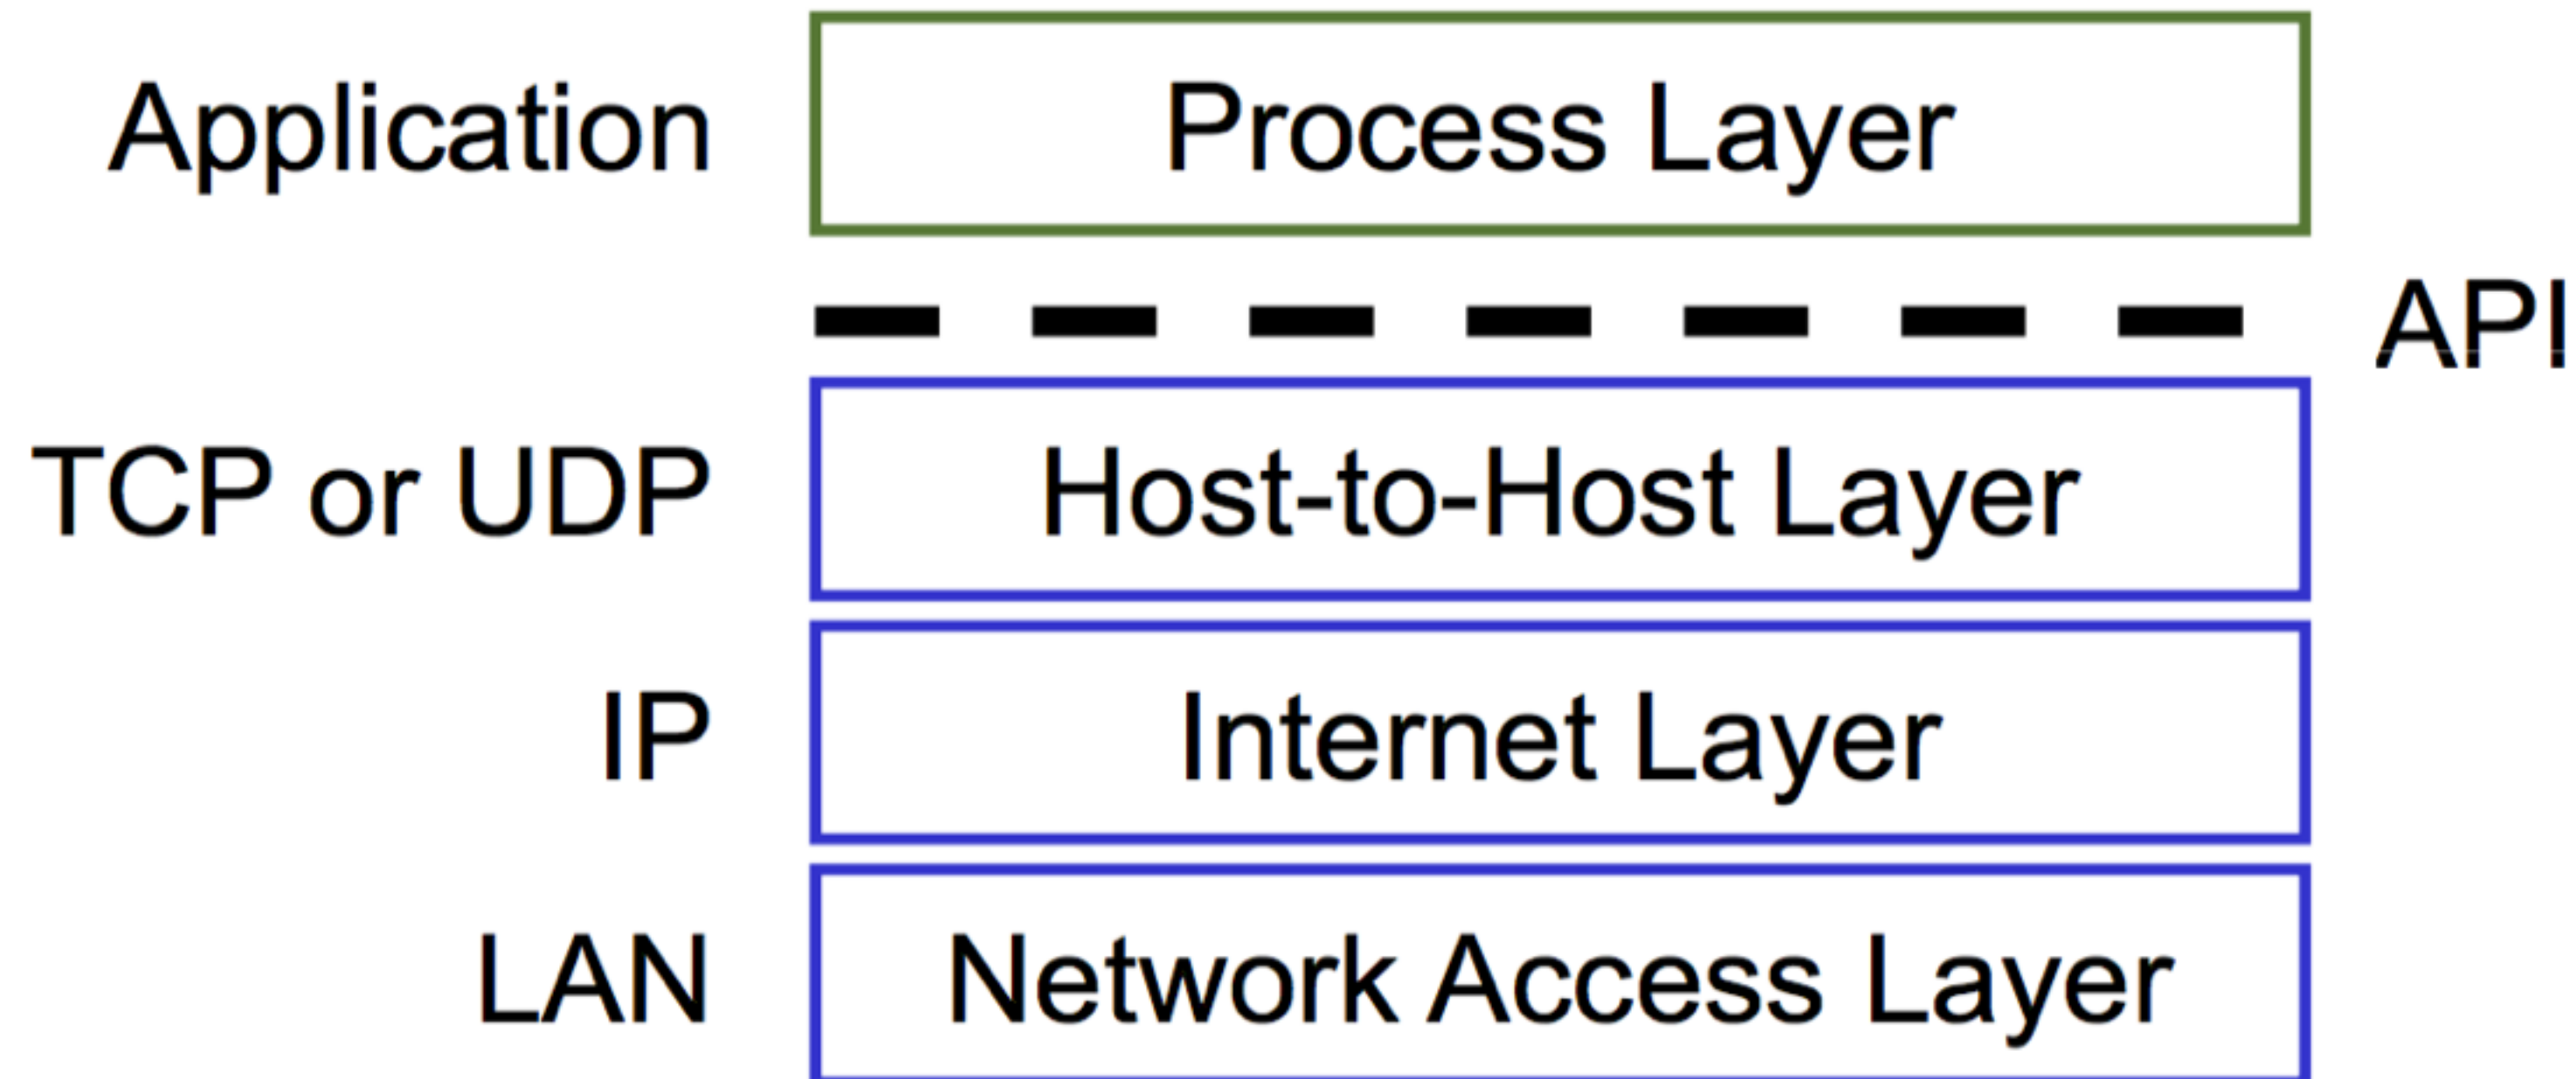 Application
Process Layer
API
TCP or UDP
Host-to-Host Layer
IP
Internet Layer
LAN
Network Access Layer